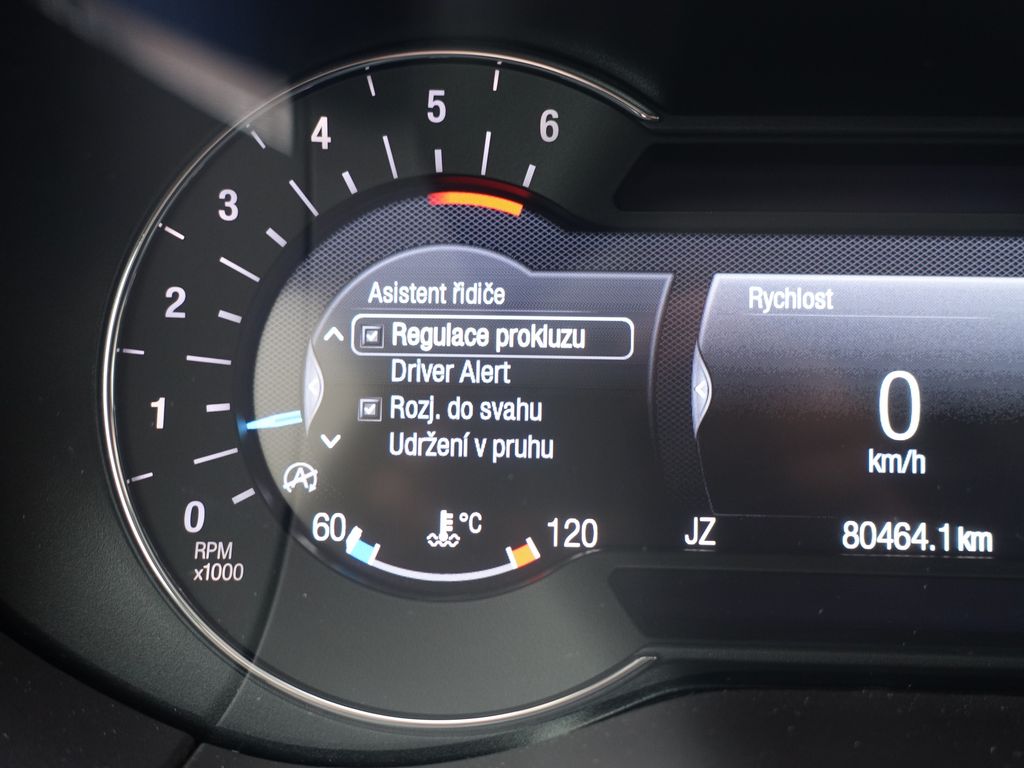 5
6
4
3
2
1
0
RPM
x1000
Asistent řidiče
Regulace prokluzu
Driver Alert
Rozj. do svahu
Udržení v pruhu
A
60
°C
120
Rychlost
0
km/h
JZ
80464.1 km